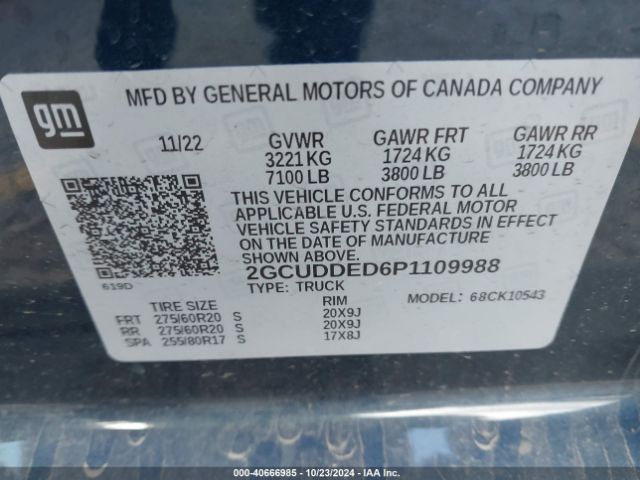 gm
MFD BY GENERAL MOTORS OF CANADA COMPANY
11/22 GVWR GAWR FRT GAWR RR
3221 KG 1724 KG 1724 KG
7100 LB 3800 LB 3800 LB
THIS VEHICLE CONFORMS TO ALL
APPLICABLE U.S. FEDERAL MOTOR
VEHICLE SAFETY STANDARDS IN EFFECT
ON THE DATE OF MANUFACTURE
SHOWN ABOVE.
2GCUDDED6P1109988
619D
TYPE: TRUCK MODEL: 68CK10543
TIRE SIZE RIM
FRT 275/60R20 S 20X9J
RR 275/60R20 S 20X9J
SPA 255/80R17 S 17X8J
000-40666985 - 10/23/2024 - IAA Inc.